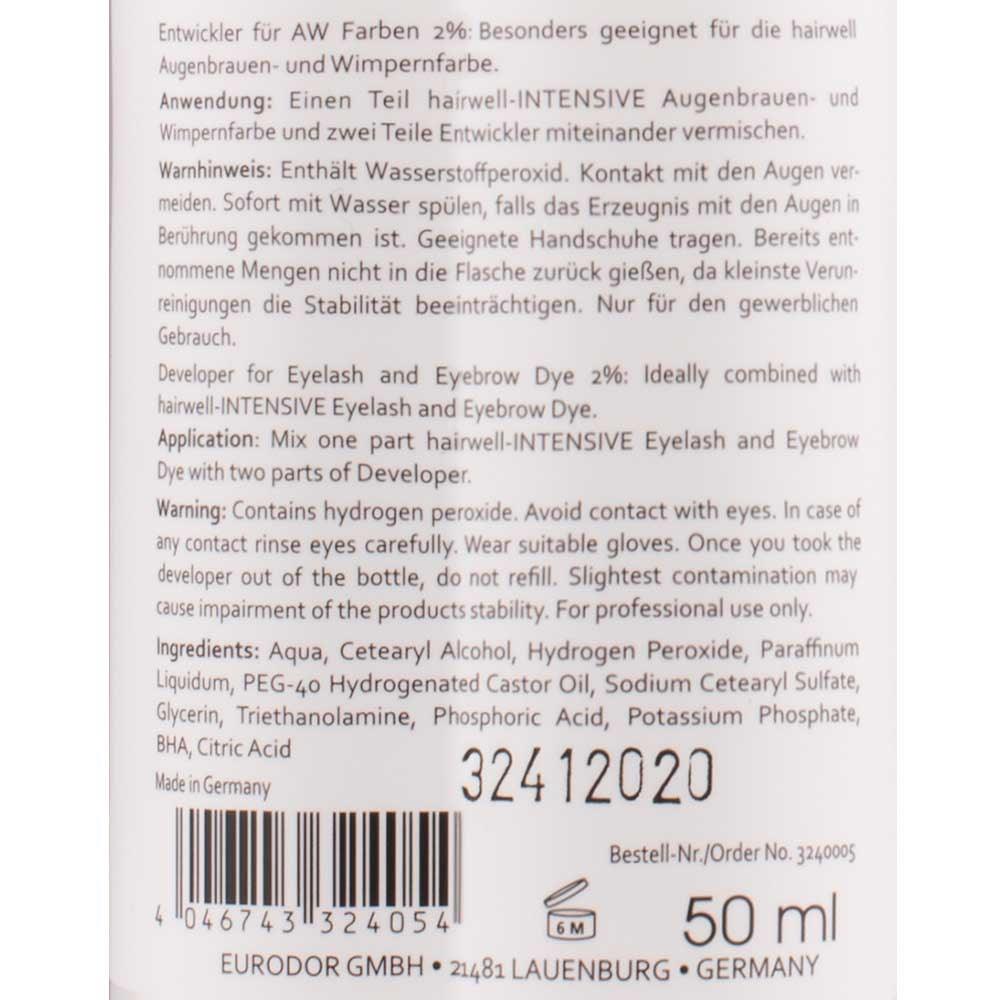 Entwickler für AW Farben 2%: Besonders geeignet für die hairwell
Augenbrauen- und Wimpernfarbe.
Anwendung: Einen Teil hairwell-INTENSIVE Augenbrauen- und
Wimpernfarbe und zwei Teile Entwickler miteinander vermischen.
Warnhinweis: Enthält Wasserstoffperoxid. Kontakt mit den Augen ver-
meiden. Sofort mit Wasser spülen, falls das Erzeugnis mit den Augen in
Berührung gekommen ist. Geeignete Handschuhe tragen. Bereits ent-
nommene Mengen nicht in die Flasche zurück gießen, da kleinste Verun-
reinigungen die Stabilität beeinträchtigen. Nur für den gewerblichen
Gebrauch.
Developer for Eyelash and Eyebrow Dye 2%: Ideally combined with
hairwell-INTENSIVE Eyelash and Eyebrow Dye.
Application: Mix one part hairwell-INTENSIVE Eyelash and Eyebrow
Dye with two parts of Developer.
Warning: Contains hydrogen peroxide. Avoid contact with eyes. In case of
any contact rinse eyes carefully. Wear suitable gloves. Once you took the
developer out of the bottle, do not refill. Slightest contamination may
cause impairment of the products stability. For professional use only.
Ingredients: Aqua, Cetearyl Alcohol, Hydrogen Peroxide, Paraffinum
Liquidum, PEG-40 Hydrogenated Castor Oil, Sodium Cetearyl Sulfate,
Glycerin, Triethanolamine, Phosphoric Acid, Potassium Phosphate,
BHA, Citric Acid
32412020
Made in Germany
Bestell-Nr./Order No. 3240005
4 046743 324054
6 M
50 ml
EURODOR GMBH • 21481 LAUENBURG • GERMANY